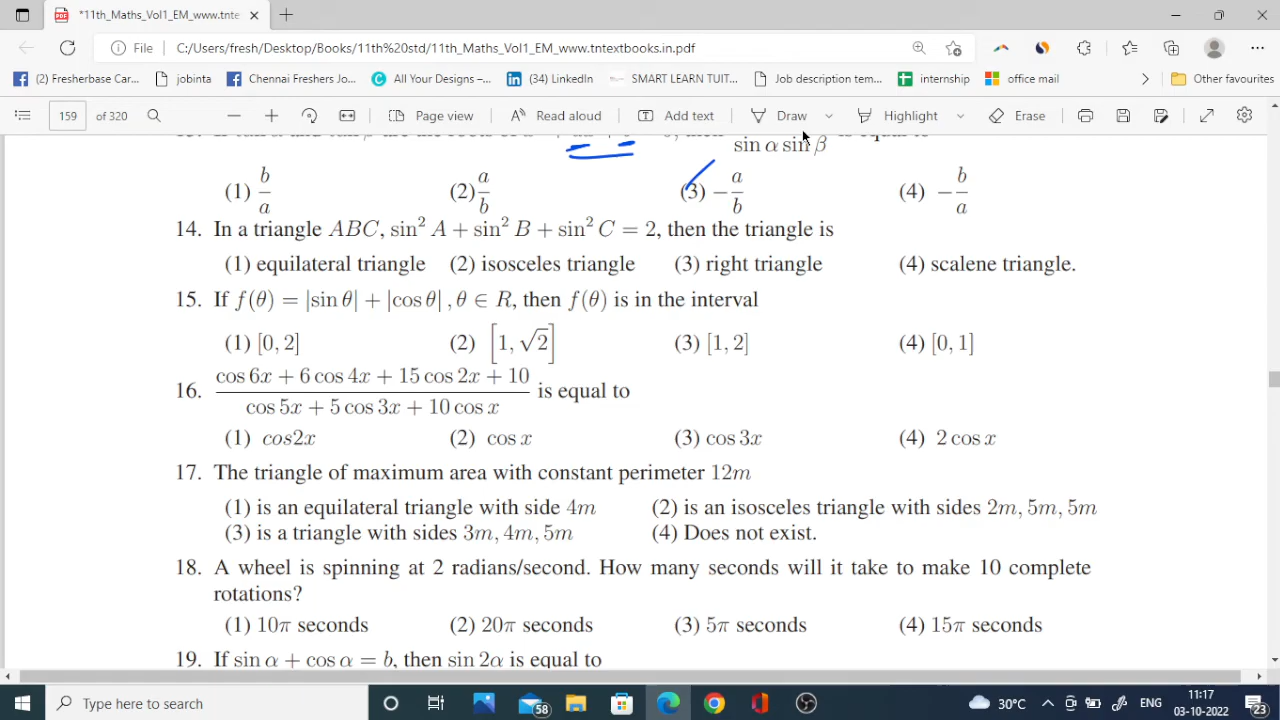 *11th_Maths_Vol1_EM_www.tnte
File C:/Users/fresh/Desktop/Books/11th%20std/11th_Maths_Vol1_EM_www.tntextbooks.in.pdf
(2) Fresherbase Car... jobinta Chennai Freshers Jo... All Your Designs –... (34) LinkedIn SMART LEARN TUIT... Job description tem... internship office mail Other favourites
159 of 320 Page view Read aloud Add text Draw Highlight Erase
sin α sin β
(1) b/a (2) a/b (3) − a/b (4) − b/a
14. In a triangle ABC, sin² A + sin² B + sin² C = 2, then the triangle is
(1) equilateral triangle (2) isosceles triangle (3) right triangle (4) scalene triangle.
15. If f(θ) = |sin θ| + |cos θ| , θ ∈ R, then f(θ) is in the interval
(1) [0, 2] (2) [1, √2] (3) [1, 2] (4) [0, 1]
16. cos 6x + 6 cos 4x + 15 cos 2x + 10 / cos 5x + 5 cos 3x + 10 cos x is equal to
(1) cos2x (2) cos x (3) cos 3x (4) 2 cos x
17. The triangle of maximum area with constant perimeter 12m
(1) is an equilateral triangle with side 4m (2) is an isosceles triangle with sides 2m, 5m, 5m
(3) is a triangle with sides 3m, 4m, 5m (4) Does not exist.
18. A wheel is spinning at 2 radians/second. How many seconds will it take to make 10 complete
rotations?
(1) 10π seconds (2) 20π seconds (3) 5π seconds (4) 15π seconds
19. If sin α + cos α = b, then sin 2α is equal to
Type here to search 58 30°C ENG 11:17
03-10-2022 23